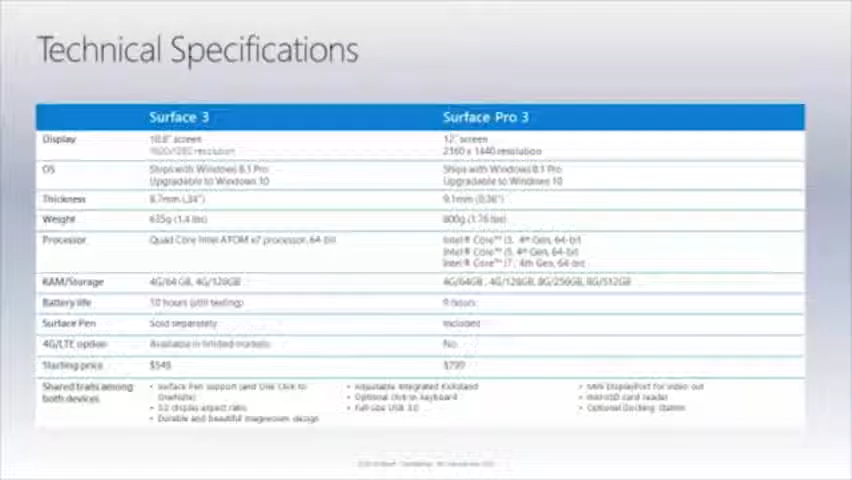 Technical Specifications
Surface 3 Surface Pro 3
Display 10.8" screen 12" screen
1920x1280 resolution 2160 x 1440 resolution
OS Ships with Windows 8.1 Pro Ships with Windows 8.1 Pro
Upgradable to Windows 10 Upgradable to Windows 10
Thickness 8.7mm (.34") 9.1mm (0.36")
Weight 635g (1.4 lbs) 800g (1.76 lbs)
Processor Quad Core Intel ATOM x7 processor, 64-bit Intel® Core™ i3, 4th Gen, 64-bit
Intel® Core™ i5, 4th Gen, 64-bit
Intel® Core™ i7, 4th Gen, 64-bit
RAM/Storage 4G/64 GB, 4G/128GB 4G/64GB, 4G/128GB, 8G/256GB, 8G/512GB
Battery life 10 hours (still testing) 9 hours
Surface Pen Sold separately Included
4G/LTE option Available in limited markets No
Starting price $549 $799
Shared traits among both devices
• Surface Pen support (and One Click to OneNote)
• 3:2 display aspect ratio
• Durable and beautiful magnesium design
• Adjustable integrated Kickstand
• Optional click in keyboard
• Full-size USB 3.0
• Mini DisplayPort for video out
• microSD card reader
• Optional Docking Station